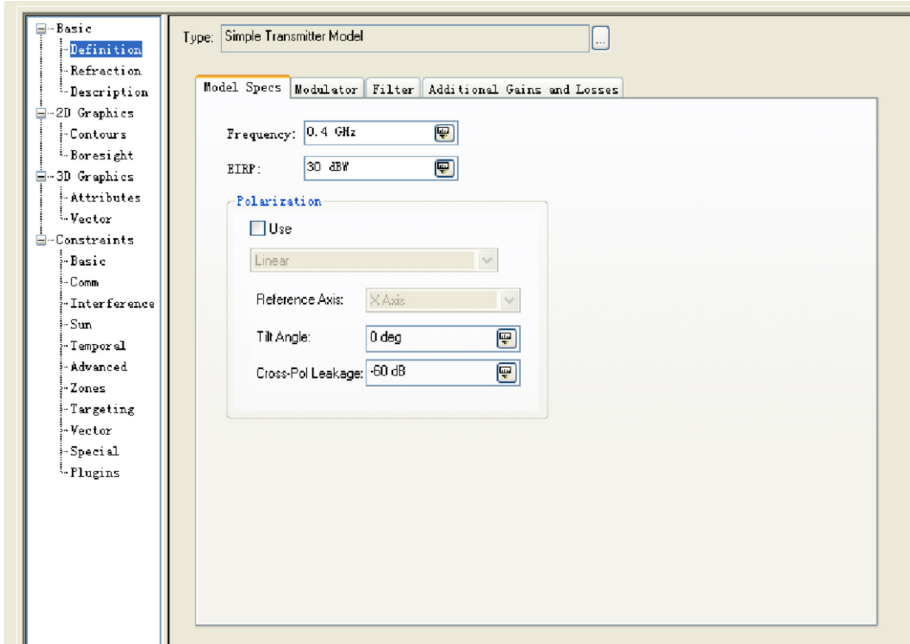 Basic
Definition
Refraction
Description
2D Graphics
Contours
Boresight
3D Graphics
Attributes
Vector
Constraints
Basic
Comm
Interference
Sun
Temporal
Advanced
Zones
Targeting
Vector
Special
Plugins
Type: Simple Transmitter Model ...
Model Specs Modulator Filter Additional Gains and Losses
Frequency: 0.4 GHz
EIRP: 30 dBW
Polarization
Use
Linear
Reference Axis: X Axis
Tilt Angle: 0 deg
Cross-Pol Leakage: -60 dB